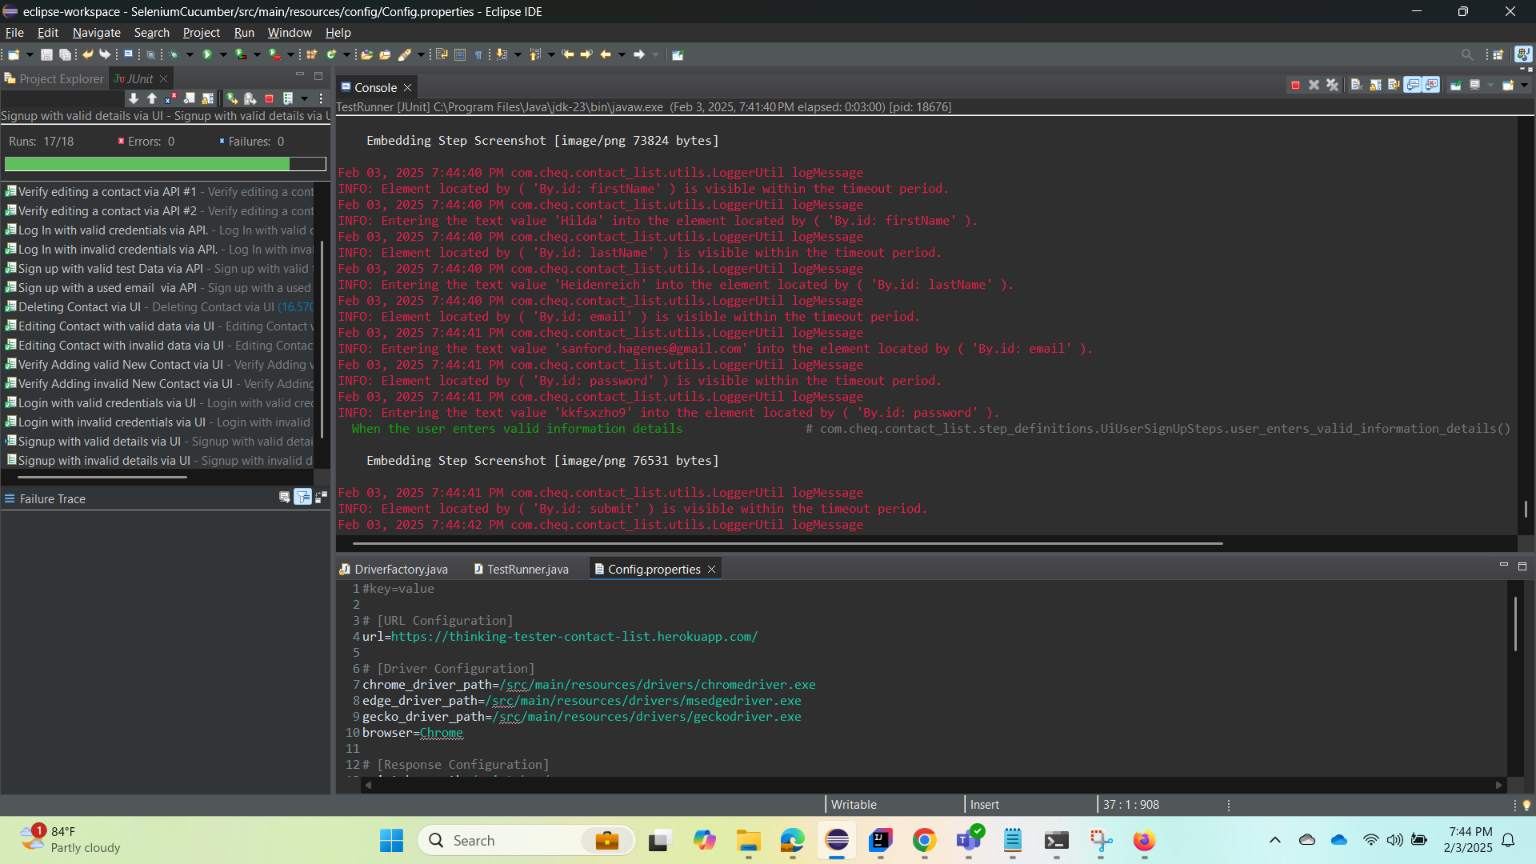 eclipse-workspace - SeleniumCucumber/src/main/resources/config/Config.properties - Eclipse IDE
File Edit Navigate Search Project Run Window Help
Project Explorer JUnit
Signup with valid details via UI - Signup with valid details via U
Runs: 17/18 Errors: 0 Failures: 0
Verify editing a contact via API #1 - Verify editing a cont
Verify editing a contact via API #2 - Verify editing a cont
Log In with valid credentials via API. - Log In with valid c
Log In with invalid credentials via API. - Log In with inva
Sign up with valid test Data via API - Sign up with valid
Sign up with a used email via API - Sign up with a used
Deleting Contact via UI - Deleting Contact via UI (16.570
Editing Contact with valid data via UI - Editing Contact v
Editing Contact with invalid data via UI - Editing Contac
Verify Adding valid New Contact via UI - Verify Adding v
Verify Adding invalid New Contact via UI - Verify Adding
Login with valid credentials via UI - Login with valid cre
Login with invalid credentials via UI - Login with invalid
Signup with valid details via UI - Signup with valid detai
Signup with invalid details via UI - Signup with invalid d
Failure Trace
Console
TestRunner [JUnit] C:\Program Files\Java\jdk-23\bin\javaw.exe (Feb 3, 2025, 7:41:40 PM elapsed: 0:03:00) [pid: 18676]
Embedding Step Screenshot [image/png 73824 bytes]
Feb 03, 2025 7:44:40 PM com.cheq.contact_list.utils.LoggerUtil logMessage
INFO: Element located by ( 'By.id: firstName' ) is visible within the timeout period.
Feb 03, 2025 7:44:40 PM com.cheq.contact_list.utils.LoggerUtil logMessage
INFO: Entering the text value 'Hilda' into the element located by ( 'By.id: firstName' ).
Feb 03, 2025 7:44:40 PM com.cheq.contact_list.utils.LoggerUtil logMessage
INFO: Element located by ( 'By.id: lastName' ) is visible within the timeout period.
Feb 03, 2025 7:44:40 PM com.cheq.contact_list.utils.LoggerUtil logMessage
INFO: Entering the text value 'Heidenreich' into the element located by ( 'By.id: lastName' ).
Feb 03, 2025 7:44:40 PM com.cheq.contact_list.utils.LoggerUtil logMessage
INFO: Element located by ( 'By.id: email' ) is visible within the timeout period.
Feb 03, 2025 7:44:41 PM com.cheq.contact_list.utils.LoggerUtil logMessage
INFO: Entering the text value 'sanford.hagenes@gmail.com' into the element located by ( 'By.id: email' ).
Feb 03, 2025 7:44:41 PM com.cheq.contact_list.utils.LoggerUtil logMessage
INFO: Element located by ( 'By.id: password' ) is visible within the timeout period.
Feb 03, 2025 7:44:41 PM com.cheq.contact_list.utils.LoggerUtil logMessage
INFO: Entering the text value 'kkfsxzho9' into the element located by ( 'By.id: password' ).
When the user enters valid information details # com.cheq.contact_list.step_definitions.UiUserSignUpSteps.user_enters_valid_information_details()
Embedding Step Screenshot [image/png 76531 bytes]
Feb 03, 2025 7:44:41 PM com.cheq.contact_list.utils.LoggerUtil logMessage
INFO: Element located by ( 'By.id: submit' ) is visible within the timeout period.
Feb 03, 2025 7:44:42 PM com.cheq.contact_list.utils.LoggerUtil logMessage
DriverFactory.java TestRunner.java Config.properties
1 #key=value
2
3 # [URL Configuration]
4 url=https://thinking-tester-contact-list.herokuapp.com/
5
6 # [Driver Configuration]
7 chrome_driver_path=/src/main/resources/drivers/chromedriver.exe
8 edge_driver_path=/src/main/resources/drivers/msedgedriver.exe
9 gecko_driver_path=/src/main/resources/drivers/geckodriver.exe
10 browser=Chrome
11
12 # [Response Configuration]
Writable Insert 37 : 1 : 908
1 84°F
Partly cloudy
Search
7:44 PM
2/3/2025